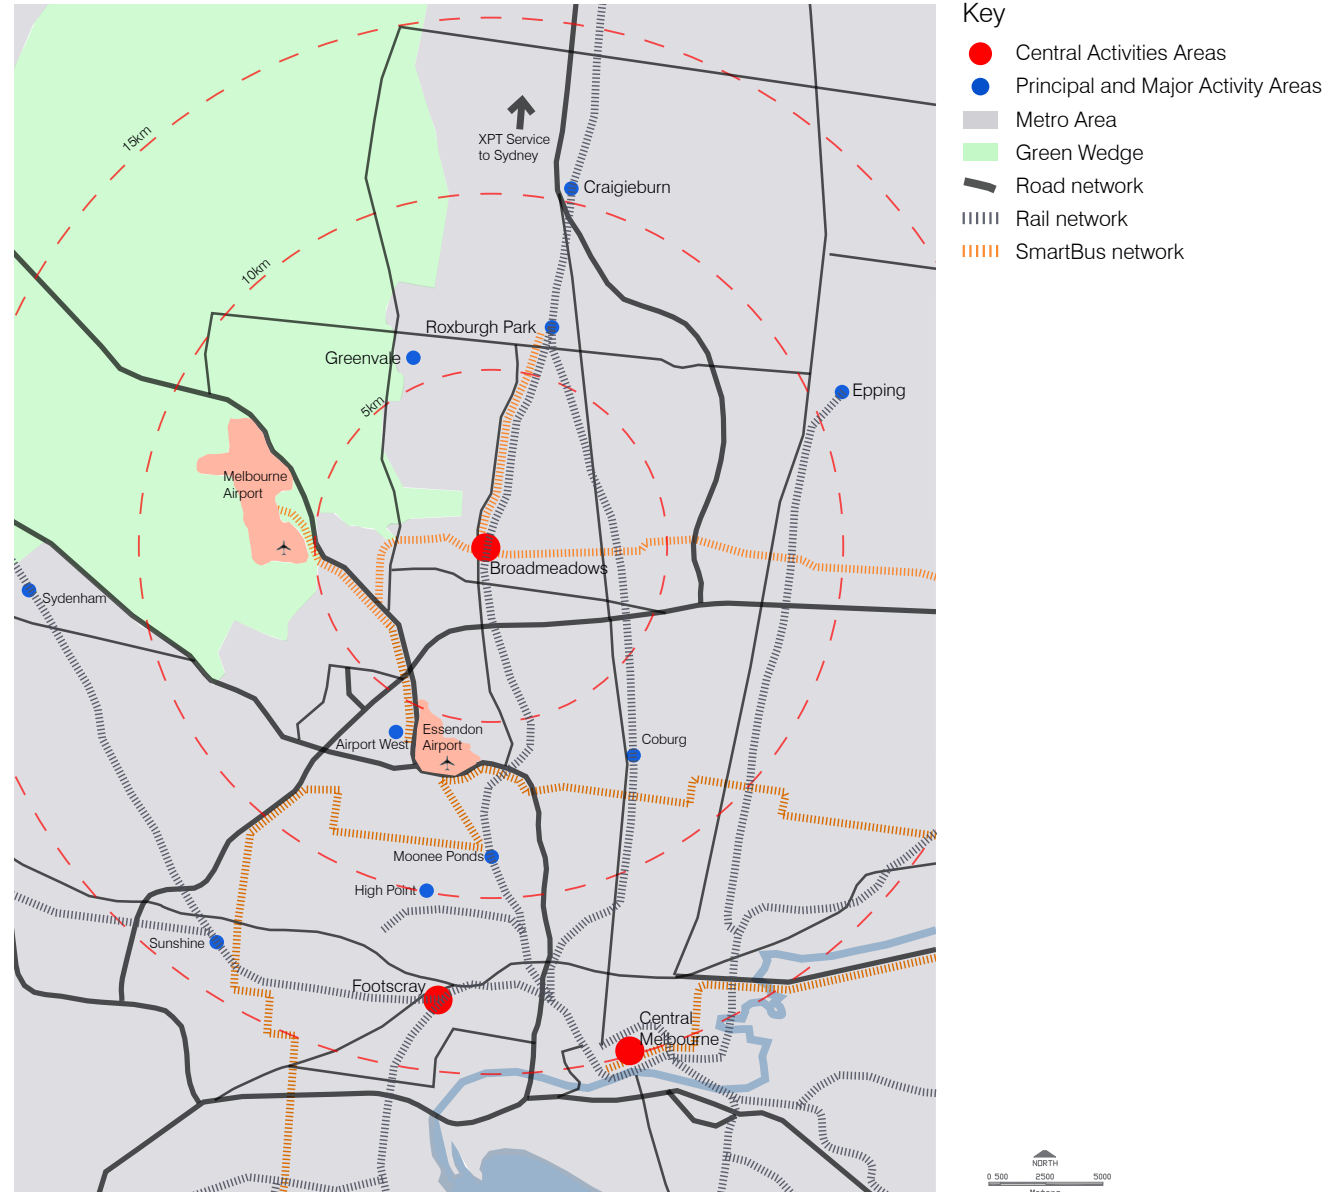 Key
Central Activities Areas
Principal and Major Activity Areas
Metro Area
Green Wedge
Road network
Rail network
SmartBus network
15km
XPT Service
to Sydney
Craigieburn
10km
Roxburgh Park
Greenvale
5km
Epping
Melbourne
Airport
Broadmeadows
Sydenham
Essendon
Airport
Airport West
Coburg
Moonee Ponds
High Point
Sunshine
Footscray
Central
Melbourne
NORTH
0 500 2500 5000
Metres